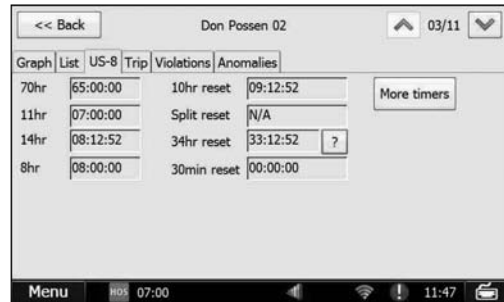 << Back Don Possen 02 03/11
Graph List US-8 Trip Violations Anomalies
70hr 65:00:00 10hr reset 09:12:52 More timers
11hr 07:00:00 Split reset N/A
14hr 08:12:52 34hr reset 33:12:52 ?
8hr 08:00:00 30min reset 00:00:00
Menu HOS 07:00 ! 11:47